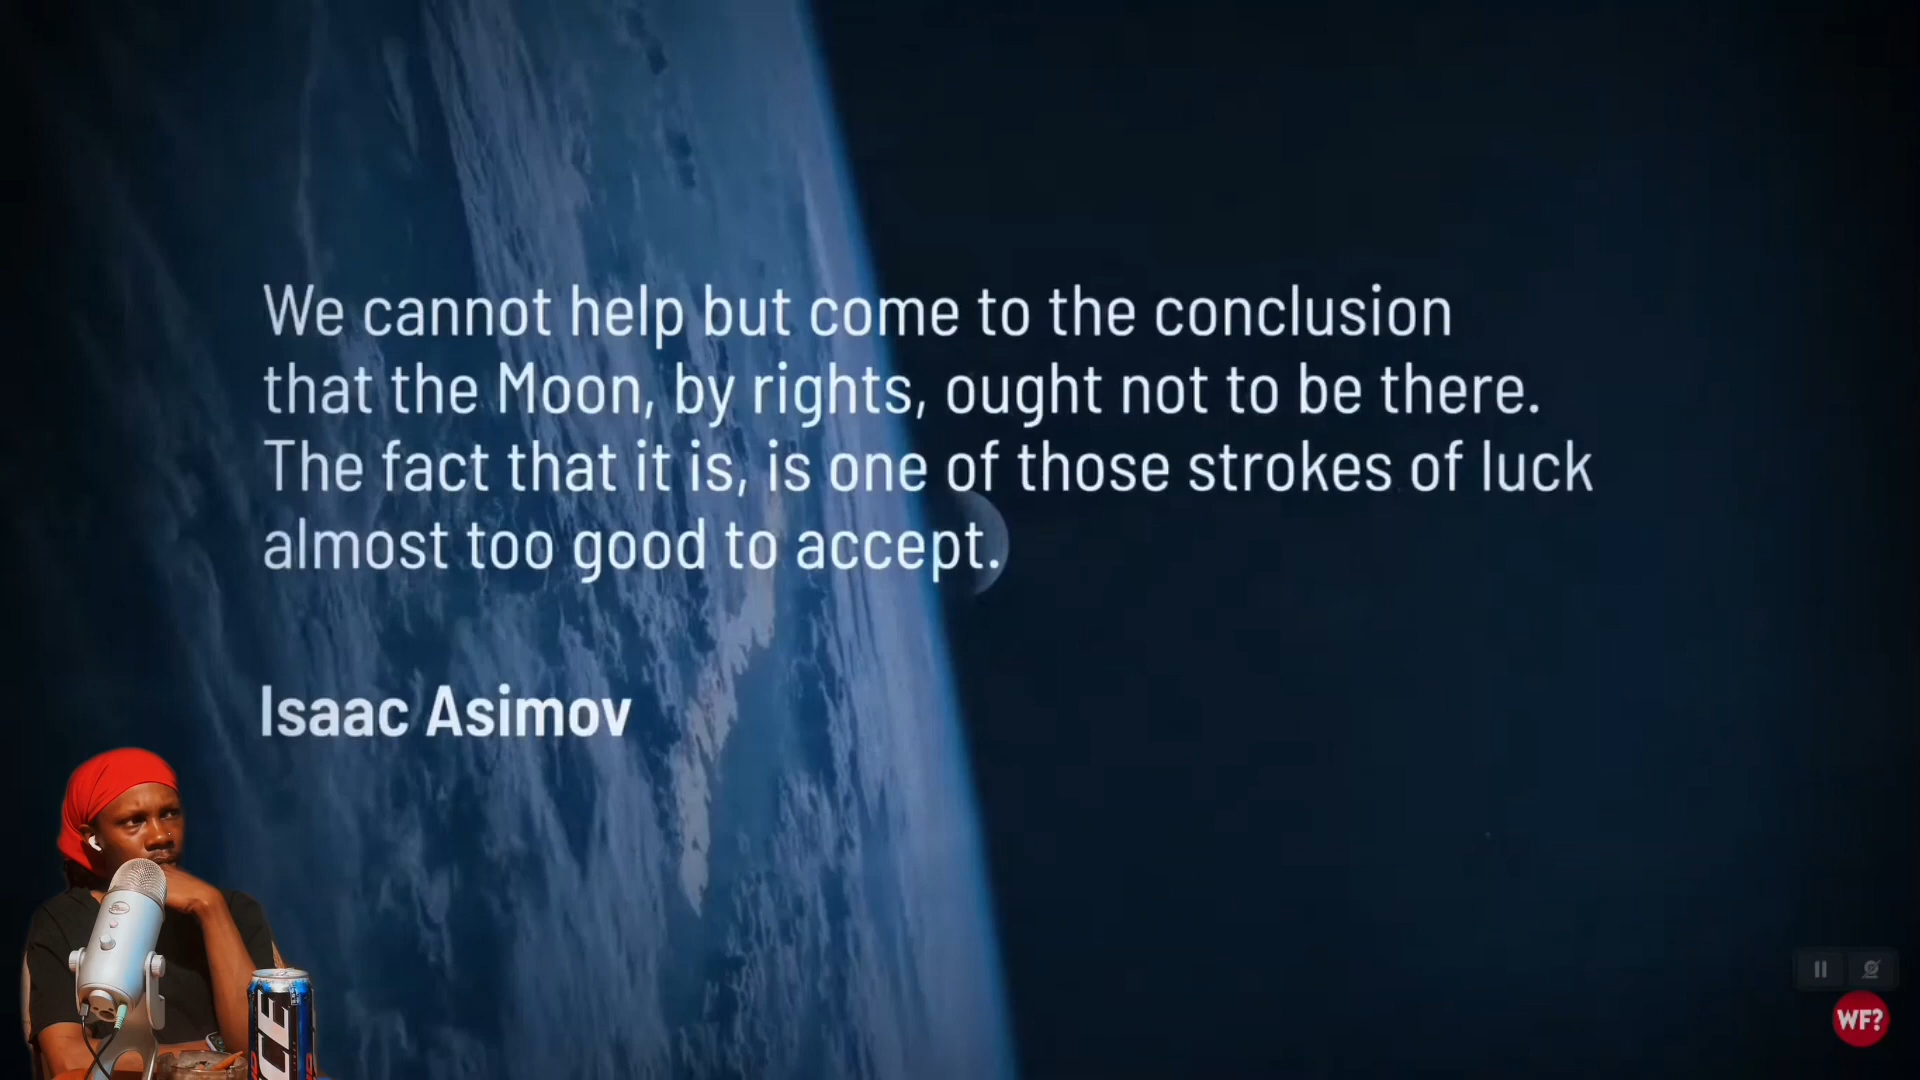 We cannot help but come to the conclusion
that the Moon, by rights, ought not to be there.
The fact that it is, is one of those strokes of luck
almost too good to accept.
Isaac Asimov
CE
WF?